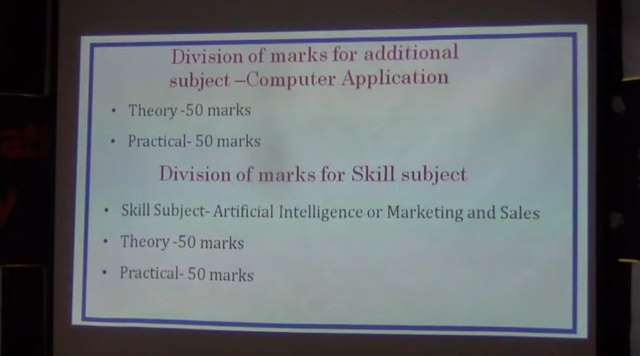 Division of marks for additional
subject –Computer Application
• Theory -50 marks
• Practical- 50 marks
Division of marks for Skill subject
• Skill Subject- Artificial Intelligence or Marketing and Sales
• Theory -50 marks
• Practical- 50 marks